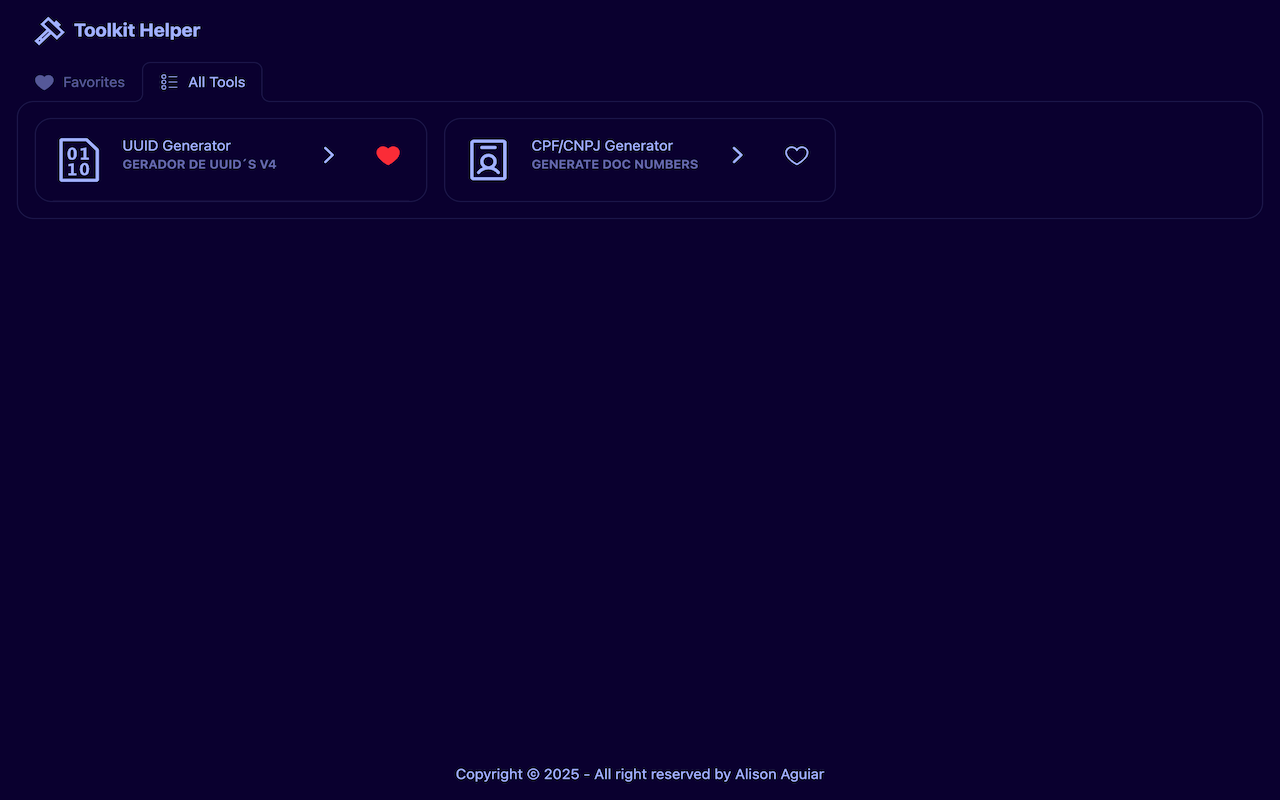 Toolkit Helper
Favorites
All Tools
01
10
UUID Generator
GERADOR DE UUID´S V4
CPF/CNPJ Generator
GENERATE DOC NUMBERS
Copyright © 2025 - All right reserved by Alison Aguiar